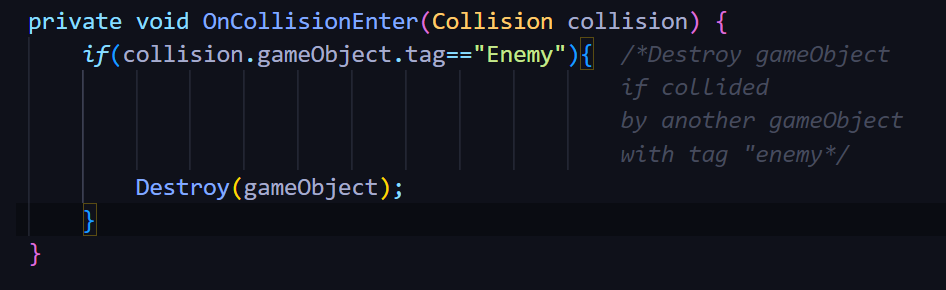 private void OnCollisionEnter(Collision collision) {
if(collision.gameObject.tag=="Enemy"){ /*Destroy gameObject
if collided
by another gameObject
with tag "enemy*/
Destroy(gameObject);
}
}